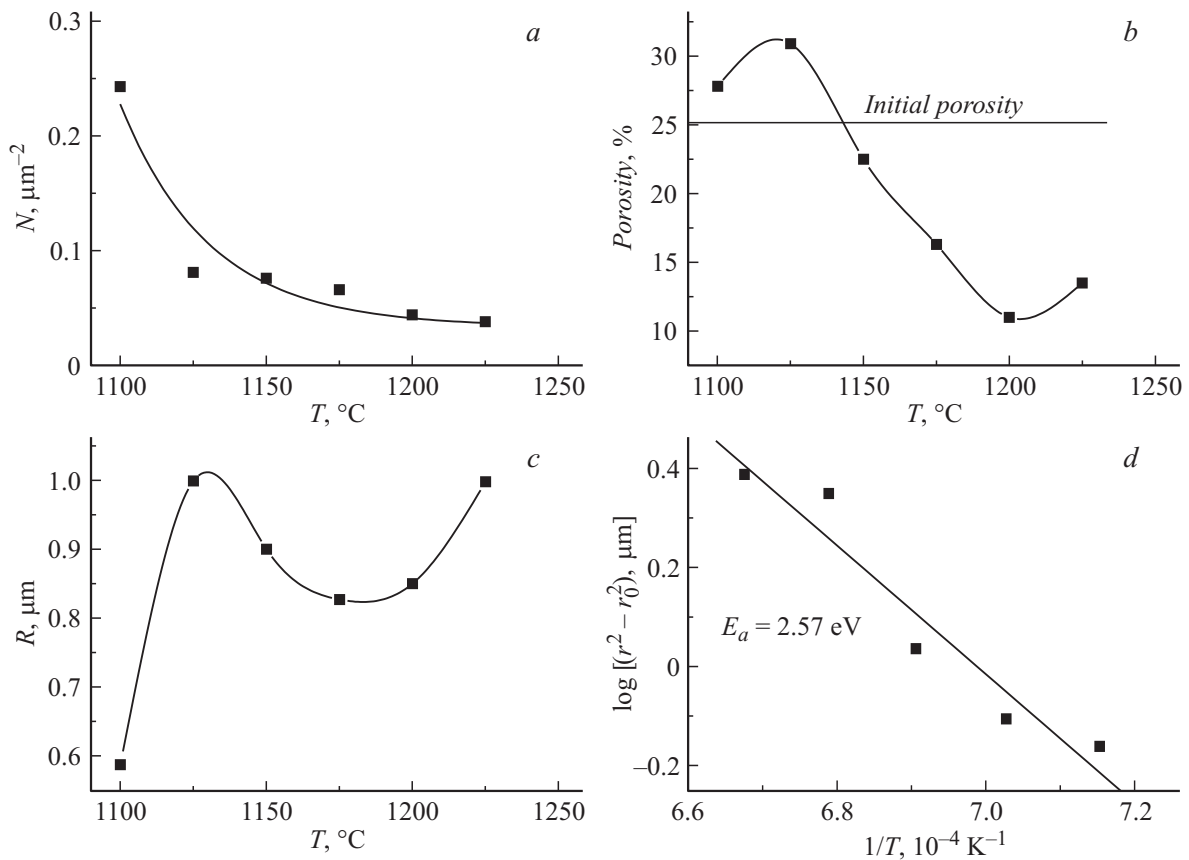 a
0.3
0.2
0.1
0
N, μm⁻²
1100 1150 1200 1250
T, °C
b
30
25
20
15
10
Porosity, %
Initial porosity
1100 1150 1200 1250
T, °C
c
1.0
0.9
0.8
0.7
0.6
R, μm
1100 1150 1200 1250
T, °C
d
0.4
0.2
0
–0.2
log [(r² – r₀²), μm]
Eₐ = 2.57 eV
6.6 6.8 7.0 7.2
1/T, 10⁻⁴ K⁻¹